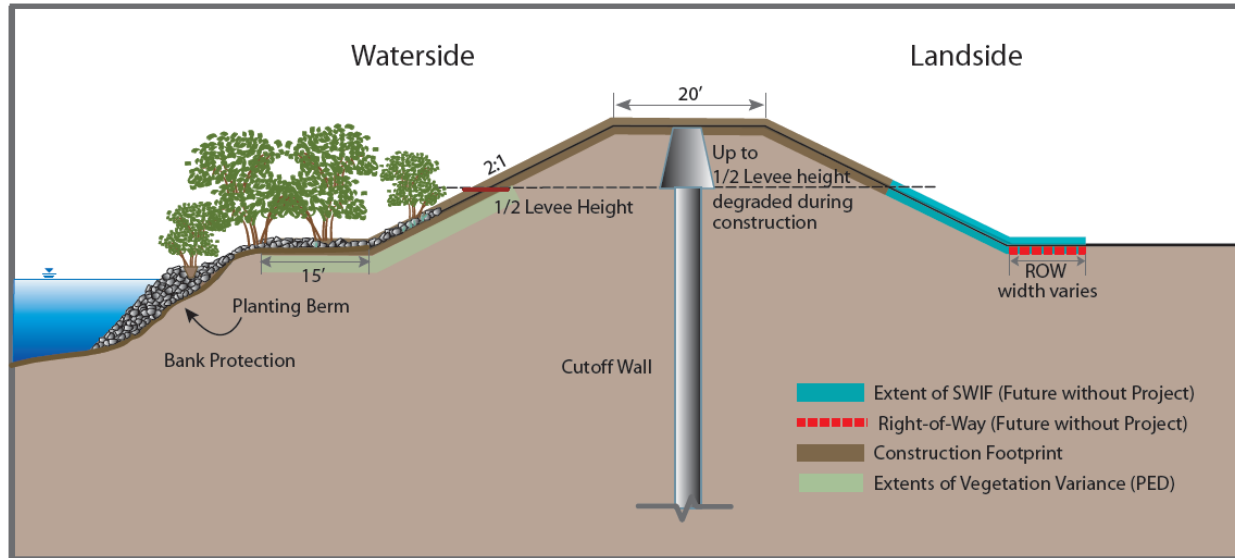 Waterside
Landside
20'
2:1
Up to
1/2 Levee height
degraded during
construction
1/2 Levee Height
15'
Planting Berm
Bank Protection
ROW
width varies
Cutoff Wall
Extent of SWIF (Future without Project)
Right-of-Way (Future without Project)
Construction Footprint
Extents of Vegetation Variance (PED)